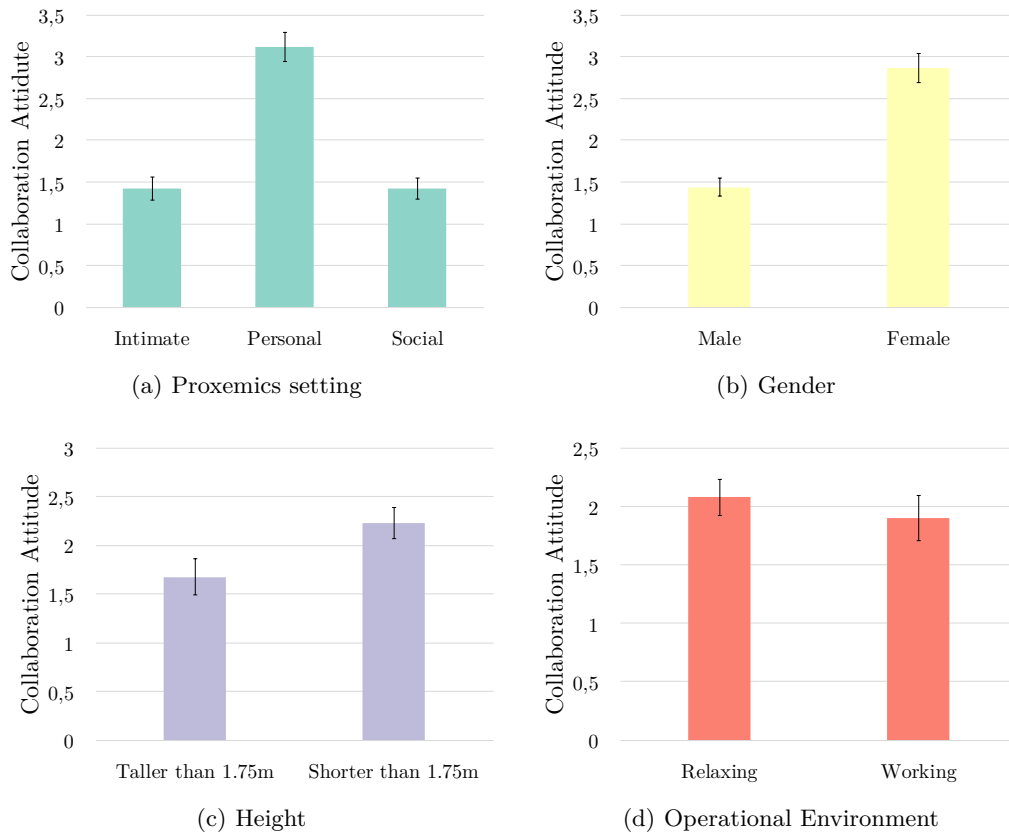 Collaboration Attidute
3,5
3
2,5
2
1,5
1
0,5
0
Intimate Personal Social
(a) Proxemics setting
Collaboration Attitude
3,5
3
2,5
2
1,5
1
0,5
0
Male Female
(b) Gender
Collaboration Attitude
3
2,5
2
1,5
1
0,5
0
Taller than 1.75m Shorter than 1.75m
(c) Height
Collaboration Attitude
2,5
2
1,5
1
0,5
0
Relaxing Working
(d) Operational Environment